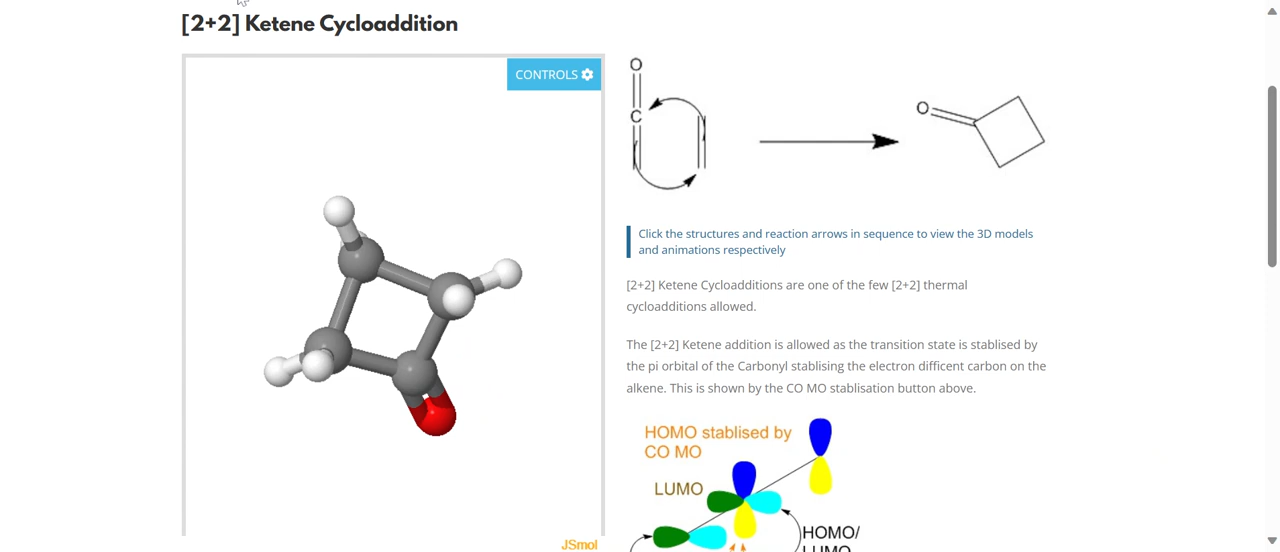 [2+2] Ketene Cycloaddition
CONTROLS
O
C
O
Click the structures and reaction arrows in sequence to view the 3D models
and animations respectively
[2+2] Ketene Cycloadditions are one of the few [2+2] thermal
cycloadditions allowed.
The [2+2] Ketene addition is allowed as the transition state is stablised by
the pi orbital of the Carbonyl stablising the electron difficent carbon on the
alkene. This is shown by the CO MO stablisation button above.
HOMO stablised by
CO MO
LUMO
HOMO/
LUMO
JSmol